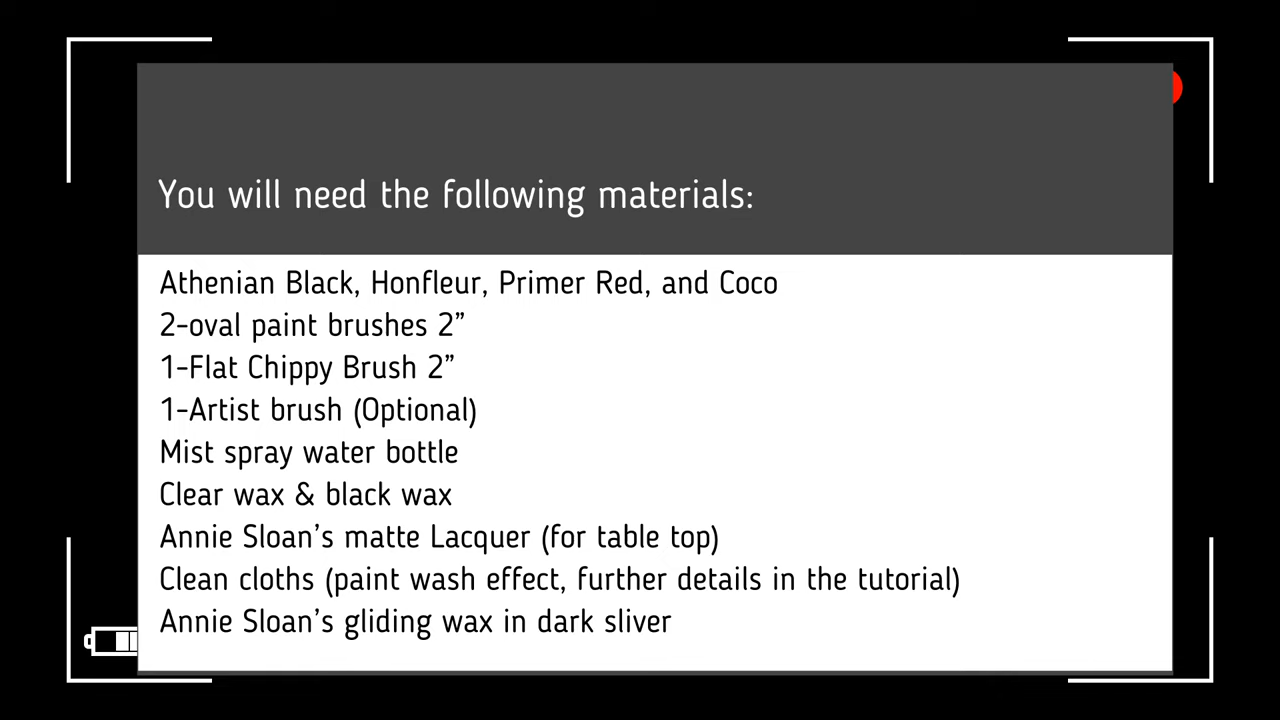 You will need the following materials:
Athenian Black, Honfleur, Primer Red, and Coco
2-oval paint brushes 2”
1-Flat Chippy Brush 2”
1-Artist brush (Optional)
Mist spray water bottle
Clear wax & black wax
Annie Sloan’s matte Lacquer (for table top)
Clean cloths (paint wash effect, further details in the tutorial)
Annie Sloan’s gliding wax in dark sliver